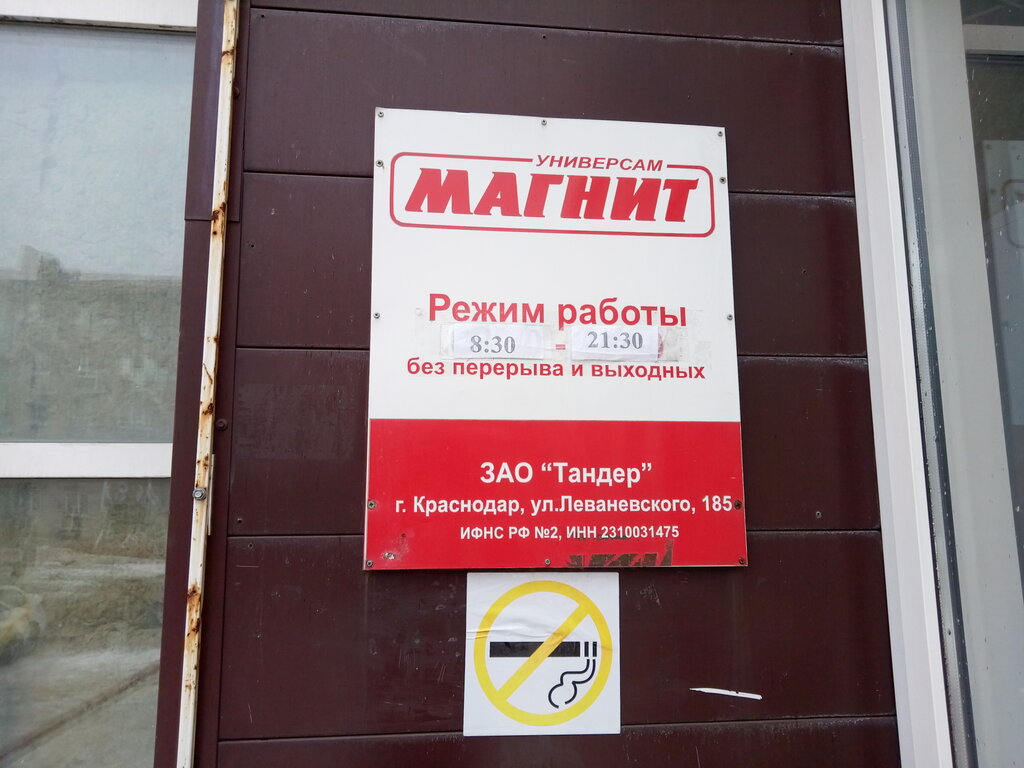 УНИВЕРСАМ
МАГНИТ
Режим работы
8:30 - 21:30
без перерыва и выходных
ЗАО “Тандер”
г. Краснодар, ул.Леваневского, 185
ИФНС РФ №2, ИНН 2310031475